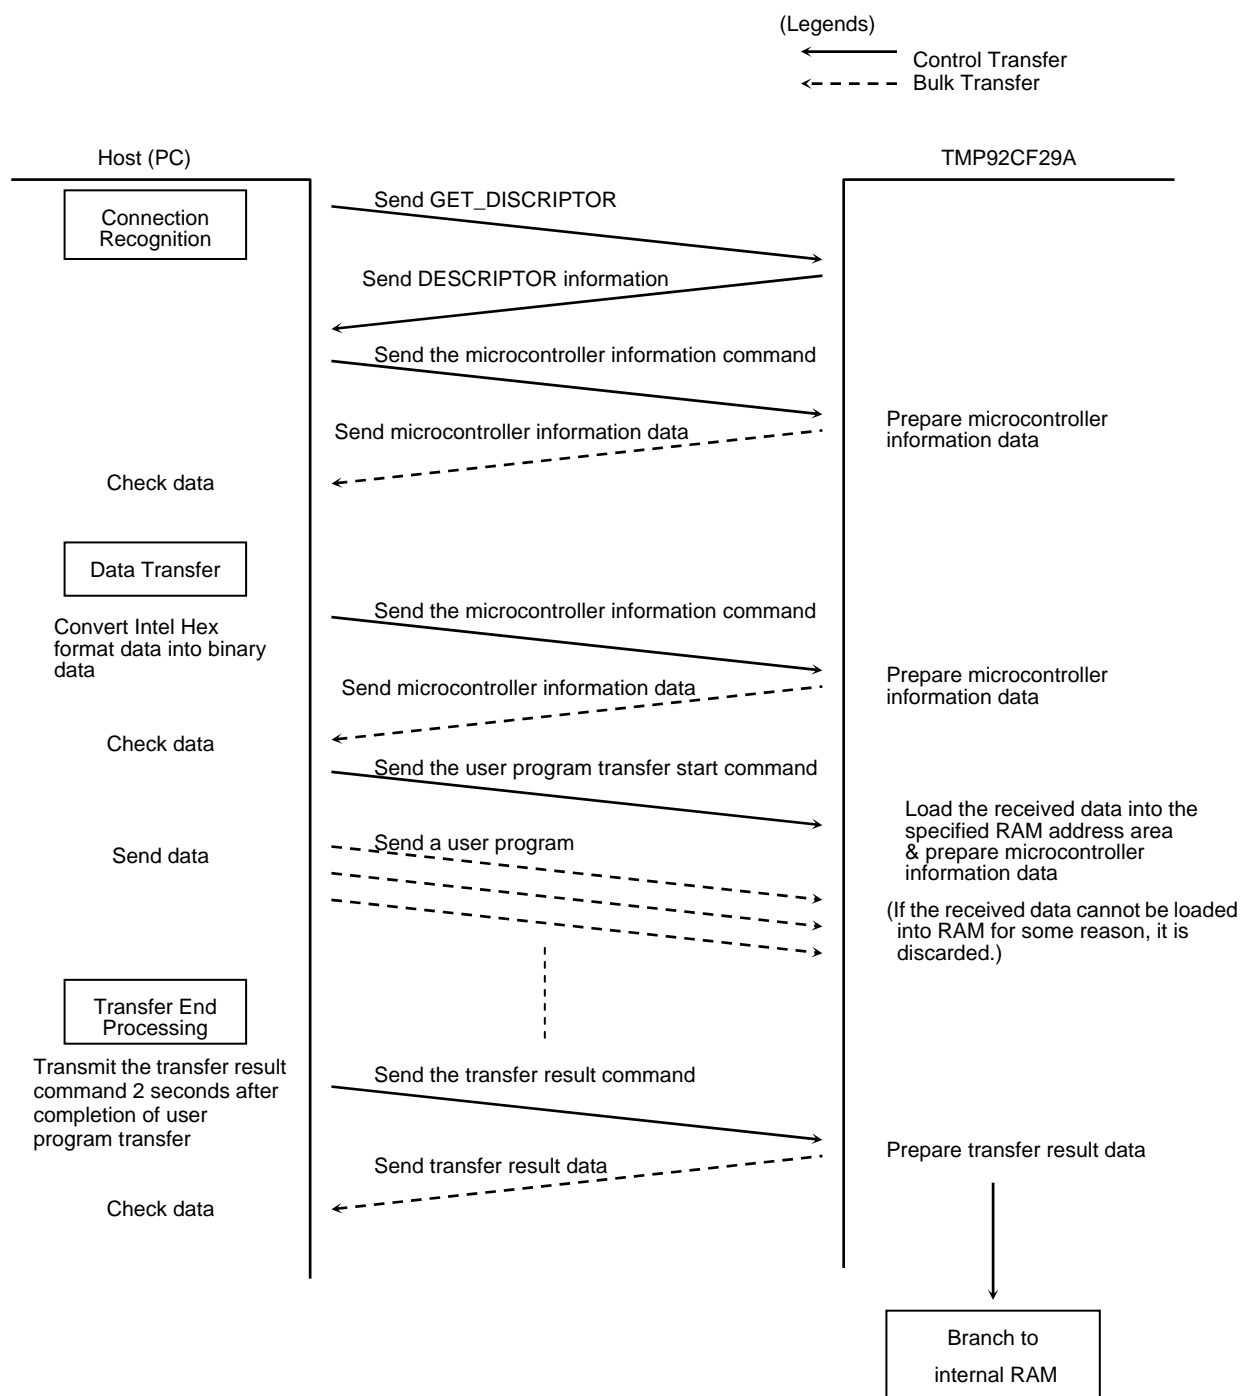 (Legends)
Control Transfer
Bulk Transfer
Host (PC)
TMP92CF29A
Connection
Recognition
Send GET_DISCRIPTOR
Send DESCRIPTOR information
Send the microcontroller information command
Prepare microcontroller
information data
Send microcontroller information data
Check data
Data Transfer
Convert Intel Hex
format data into binary
data
Send the microcontroller information command
Prepare microcontroller
information data
Send microcontroller information data
Check data
Send the user program transfer start command
Load the received data into the
specified RAM address area
& prepare microcontroller
information data
Send a user program
Send data
(If the received data cannot be loaded
into RAM for some reason, it is
discarded.)
Transfer End
Processing
Transmit the transfer result
command 2 seconds after
completion of user
program transfer
Send the transfer result command
Prepare transfer result data
Send transfer result data
Check data
Branch to
internal RAM